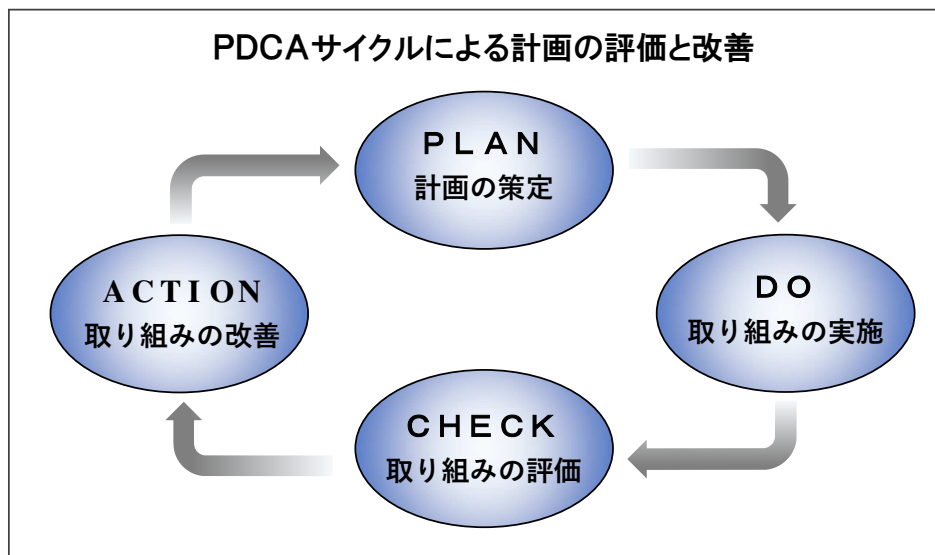 PDCAサイクルによる計画の評価と改善
ＰＬＡＮ
計画の策定
ＤＯ
取り組みの実施
ＣＨＥＣＫ
取り組みの評価
ＡＣＴＩＯＮ
取り組みの改善